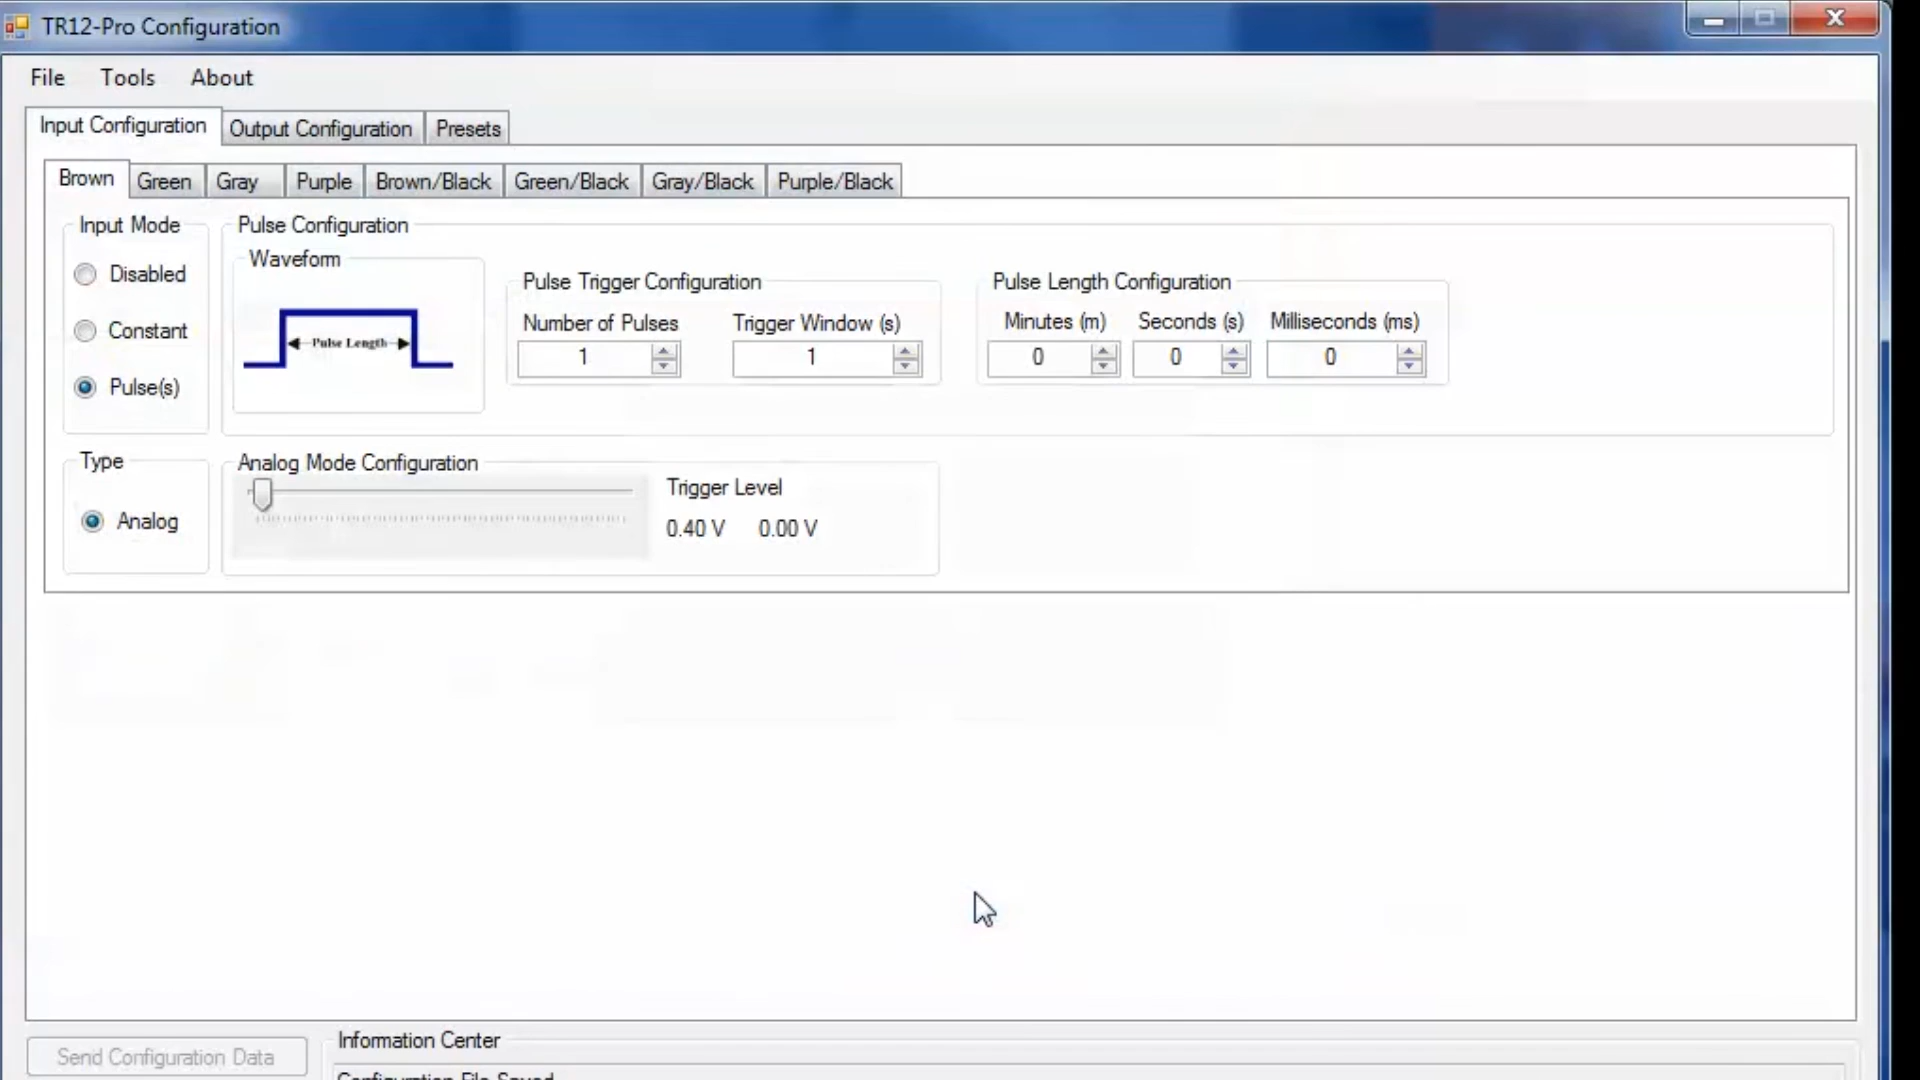 TR12-Pro Configuration
File Tools About
Input Configuration Output Configuration Presets
Brown Green Gray Purple Brown/Black Green/Black Gray/Black Purple/Black
Input Mode
Disabled
Constant
Pulse(s)
Pulse Configuration
Waveform
Pulse Length
Pulse Trigger Configuration
Number of Pulses Trigger Window (s)
1 1
Pulse Length Configuration
Minutes (m) Seconds (s) Milliseconds (ms)
0 0 0
Type
Analog
Analog Mode Configuration
Trigger Level
0.40 V 0.00 V
Send Configuration Data
Information Center
Configuration File Saved